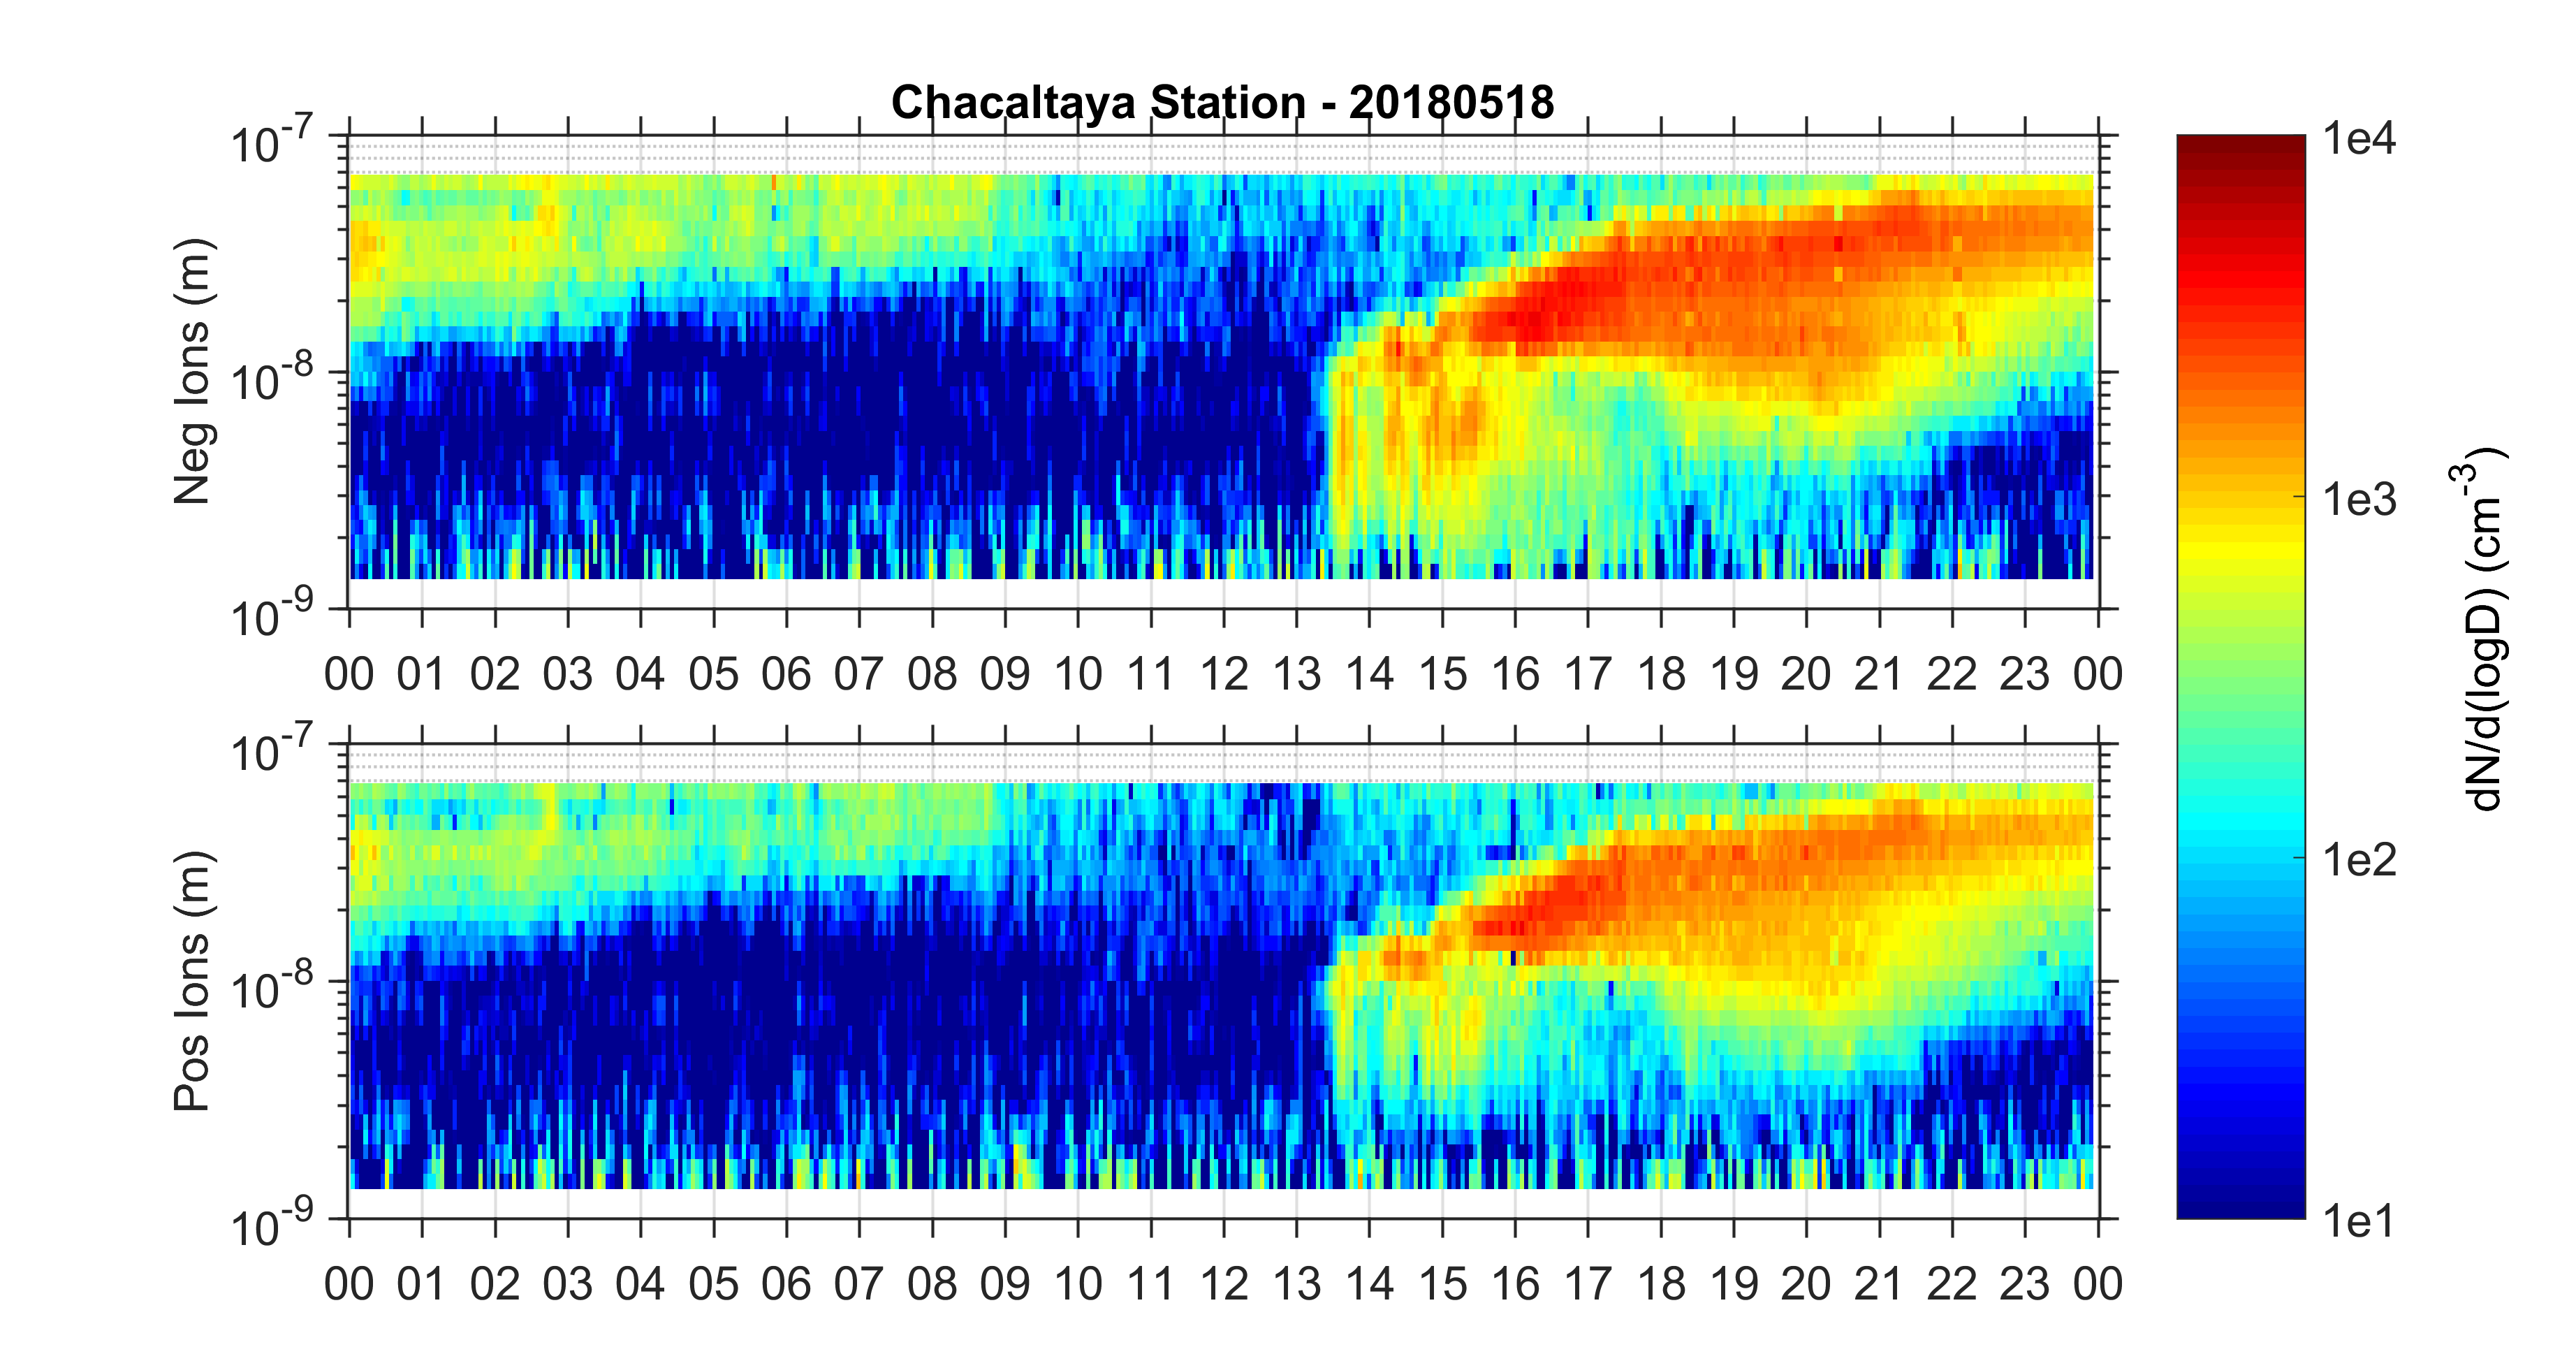 Chacaltaya Station - 20180518
10^-7
10^-8
10^-9
Neg Ions (m)
00 01 02 03 04 05 06 07 08 09 10 11 12 13 14 15 16 17 18 19 20 21 22 23 00
10^-7
10^-8
10^-9
Pos Ions (m)
00 01 02 03 04 05 06 07 08 09 10 11 12 13 14 15 16 17 18 19 20 21 22 23 00
1e4
1e3
1e2
1e1
dN/d(logD) (cm^-3)